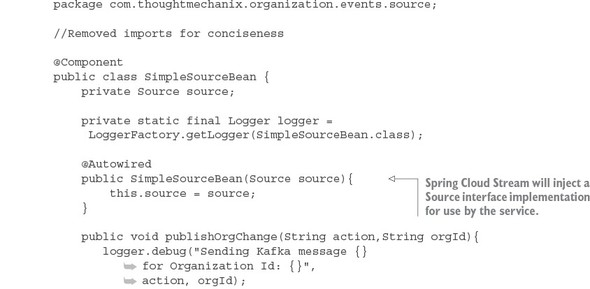 package com.thoughtmechanix.organization.events.source;
//Removed imports for conciseness
@Component
public class SimpleSourceBean {
private Source source;
private static final Logger logger =
LoggerFactory.getLogger(SimpleSourceBean.class);
@Autowired
public SimpleSourceBean(Source source){
this.source = source;
}
Spring Cloud Stream will inject a
Source interface implementation
for use by the service.
public void publishOrgChange(String action,String orgId){
logger.debug("Sending Kafka message {}
➥ for Organization Id: {}",
➥ action, orgId);